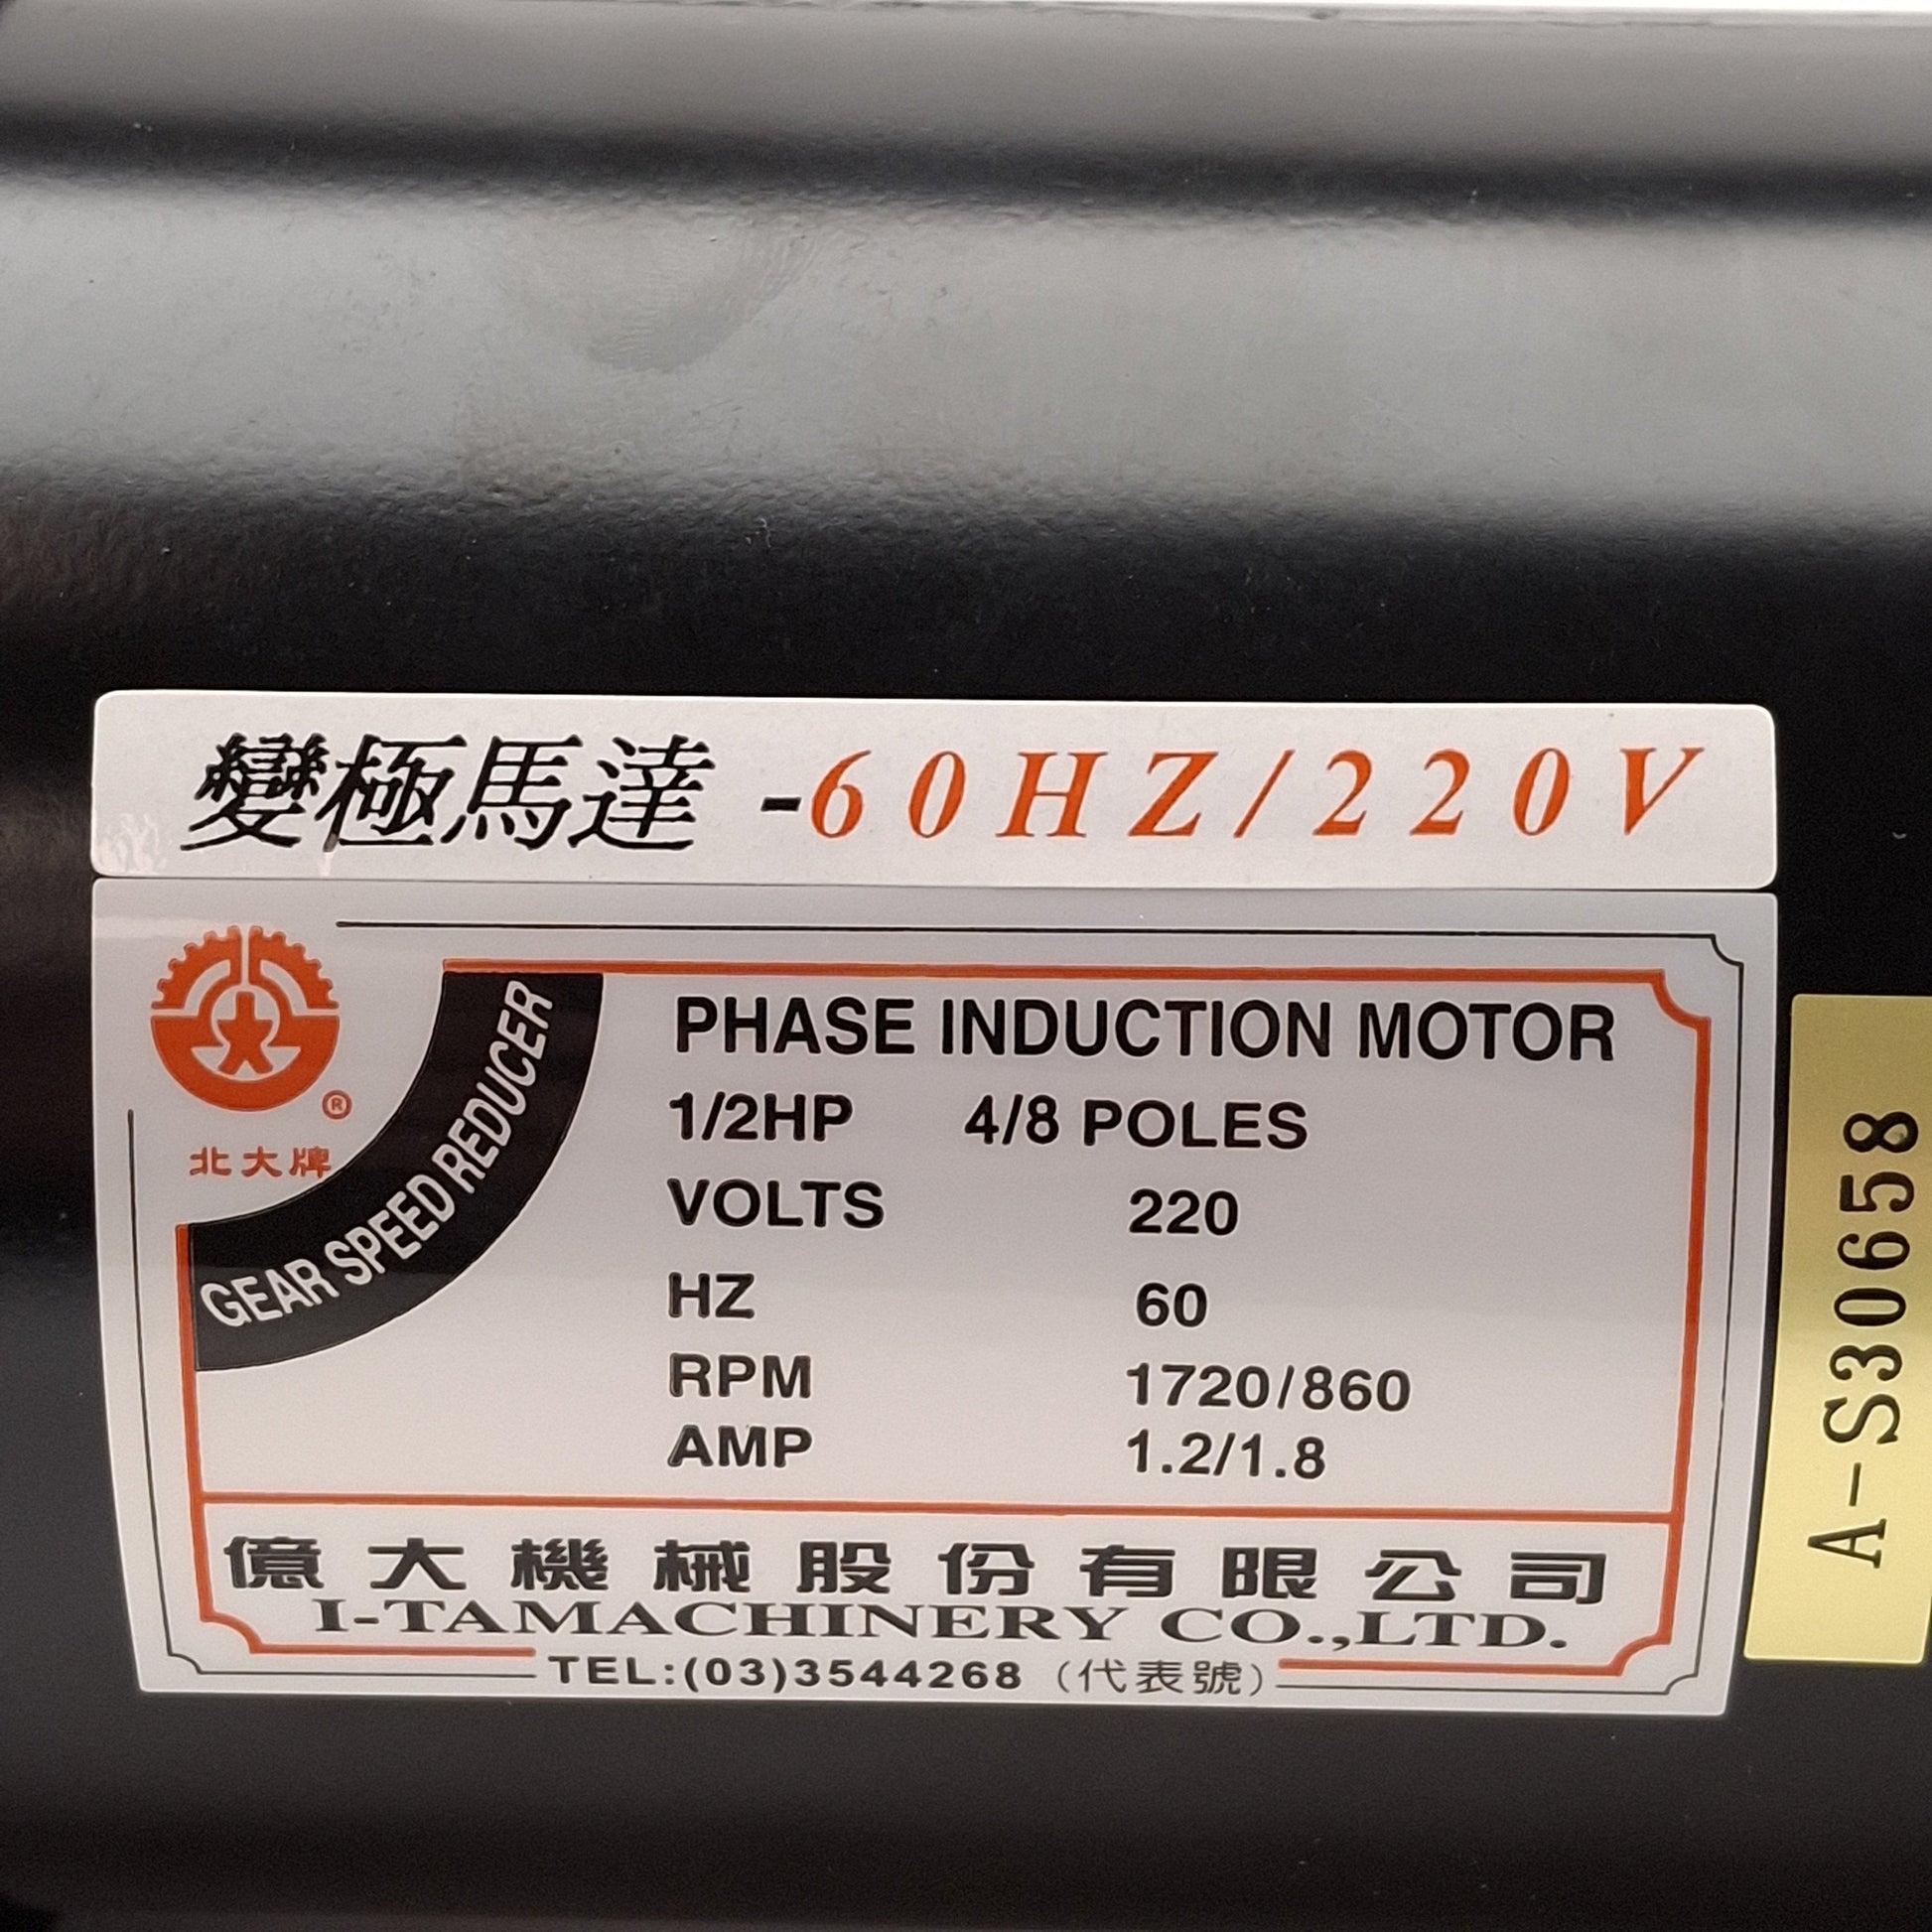 變極馬達 -60HZ/220V
®
北大牌
GEAR SPEED REDUCER
PHASE INDUCTION MOTOR
1/2HP 4/8 POLES
VOLTS 220
HZ 60
RPM 1720/860
AMP 1.2/1.8
億大機械股份有限公司
I-TAMACHINERY CO.,LTD.
TEL:(03)3544268 (代表號)
A-S30658